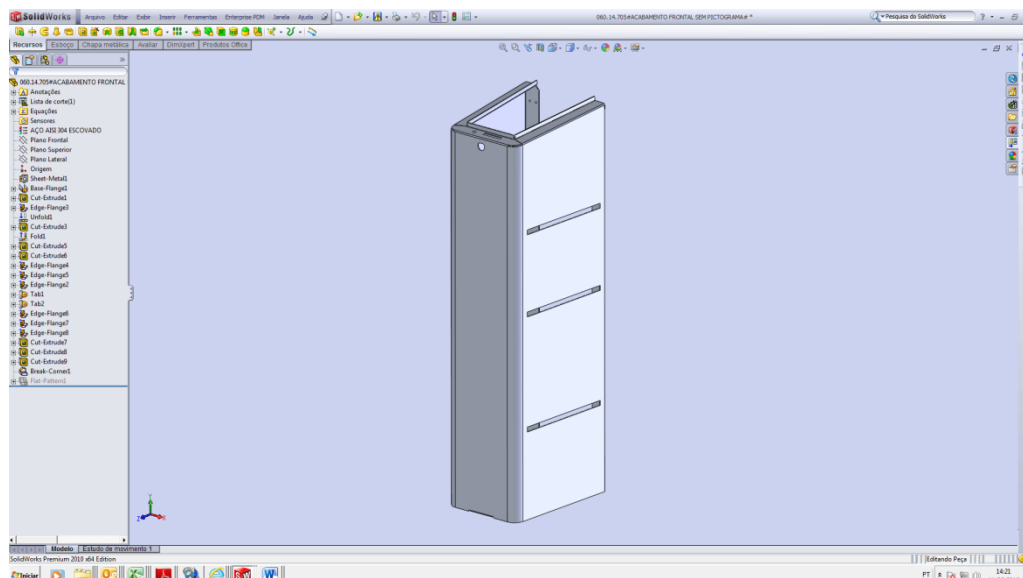 SolidWorks Arquivo Editar Exibir Inserir Ferramentas Enterprise PDM Janela Ajuda 060.14.705#ACABAMENTO FRONTAL SEM PICTOGRAMA# * Pesquisa do SolidWorks
Recursos Esboço Chapa metálica Avaliar DimXpert Produtos Office
060.14.705#ACABAMENTO FRONTAL
Anotações
Lista de corte(1)
Equações
Sensores
AÇO AISI 304 ESCOVADO
Plano Frontal
Plano Superior
Plano Lateral
Origem
Sheet-Metal1
Base-Flange1
Cut-Extrude1
Edge-Flange3
Unfold1
Cut-Extrude3
Fold1
Cut-Extrude5
Cut-Extrude6
Edge-Flange4
Edge-Flange5
Edge-Flange2
Tab1
Tab2
Edge-Flange6
Edge-Flange7
Edge-Flange8
Cut-Extrude7
Cut-Extrude8
Cut-Extrude9
Break-Corner1
Flat-Pattern1
Y
Z
Modelo Estudo de movimento 1
SolidWorks Premium 2010 x64 Edition Editando Peça
Iniciar PT 14:21